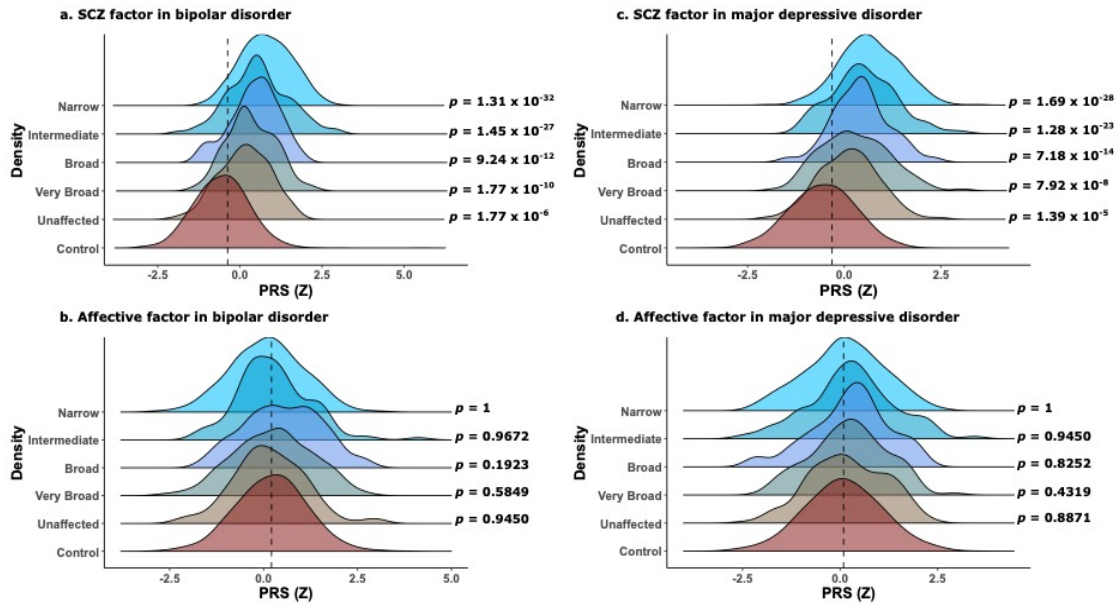 a. SCZ factor in bipolar disorder
Density
Narrow
Intermediate
Broad
Very Broad
Unaffected
Control
p = 1.31 x 10⁻³²
p = 1.45 x 10⁻²⁷
p = 9.24 x 10⁻¹²
p = 1.77 x 10⁻¹⁰
p = 1.77 x 10⁻⁶
-2.5 0.0 2.5 5.0
PRS (Z)
c. SCZ factor in major depressive disorder
Density
Narrow
Intermediate
Broad
Very Broad
Unaffected
Control
p = 1.69 x 10⁻²⁸
p = 1.28 x 10⁻²³
p = 7.18 x 10⁻¹⁴
p = 7.92 x 10⁻⁸
p = 1.39 x 10⁻⁵
-2.5 0.0 2.5
PRS (Z)
b. Affective factor in bipolar disorder
Density
Narrow
Intermediate
Broad
Very Broad
Unaffected
Control
p = 1
p = 0.9672
p = 0.1923
p = 0.5849
p = 0.9450
-2.5 0.0 2.5 5.0
PRS (Z)
d. Affective factor in major depressive disorder
Density
Narrow
Intermediate
Broad
Very Broad
Unaffected
Control
p = 1
p = 0.9450
p = 0.8252
p = 0.4319
p = 0.8871
-2.5 0.0 2.5
PRS (Z)